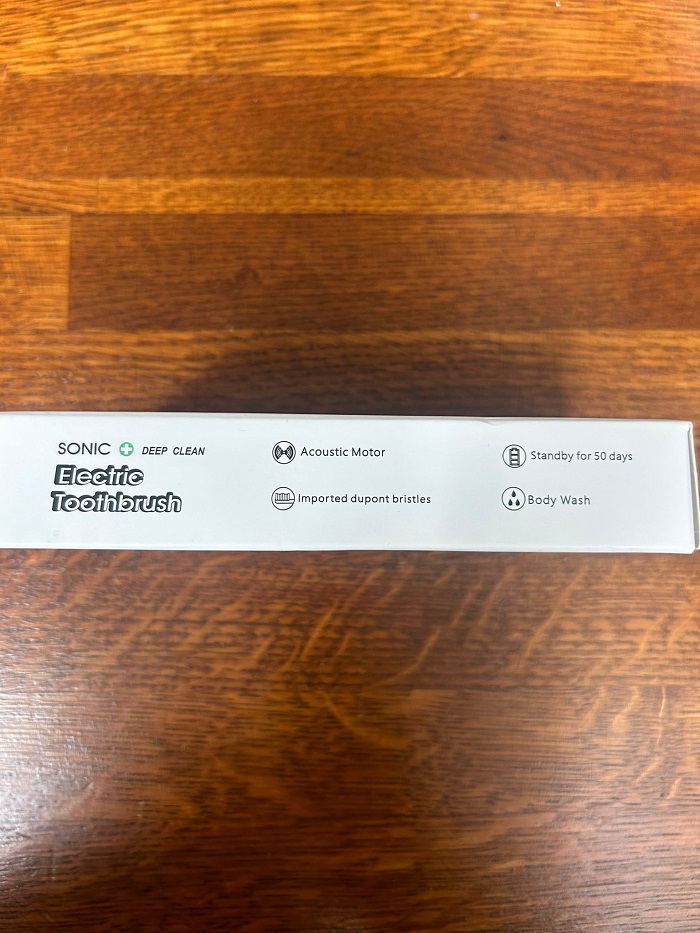 SONIC DEEP CLEAN
Electric
Toothbrush
Acoustic Motor
Imported dupont bristles
Standby for 50 days
Body Wash